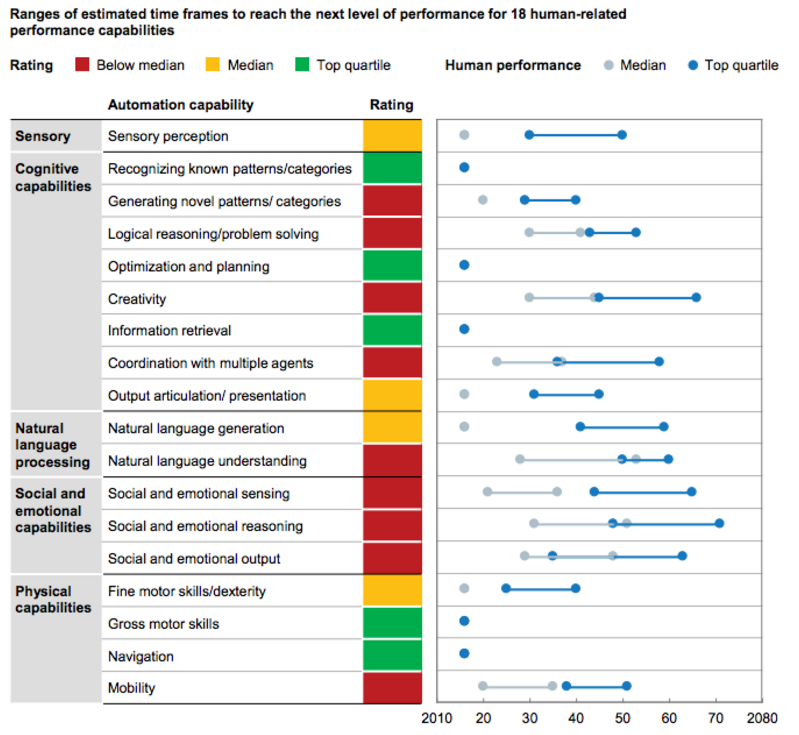 Ranges of estimated time frames to reach the next level of performance for 18 human-related
performance capabilities
Rating Below median Median Top quartile Human performance Median Top quartile
Automation capability Rating
Sensory Sensory perception
Cognitive
capabilities
Recognizing known patterns/categories
Generating novel patterns/ categories
Logical reasoning/problem solving
Optimization and planning
Creativity
Information retrieval
Coordination with multiple agents
Output articulation/ presentation
Natural
language
processing
Natural language generation
Natural language understanding
Social and
emotional
capabilities
Social and emotional sensing
Social and emotional reasoning
Social and emotional output
Physical
capabilities
Fine motor skills/dexterity
Gross motor skills
Navigation
Mobility
2010 20 30 40 50 60 70 2080